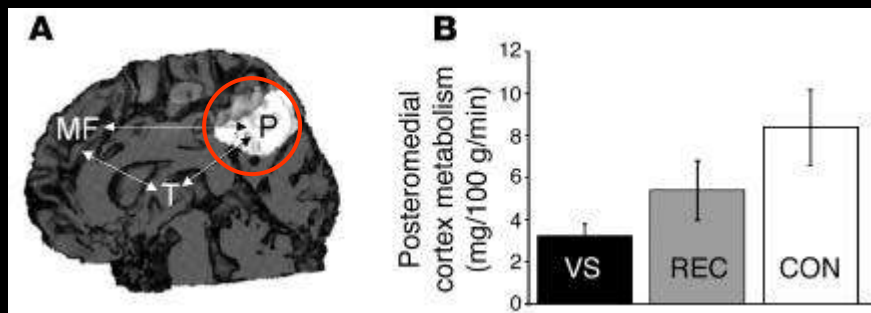 A
MF
P
T
B
Posteromedial
cortex metabolism
(mg/100 g/min)
12
10
8
6
4
2
0
VS
REC
CON